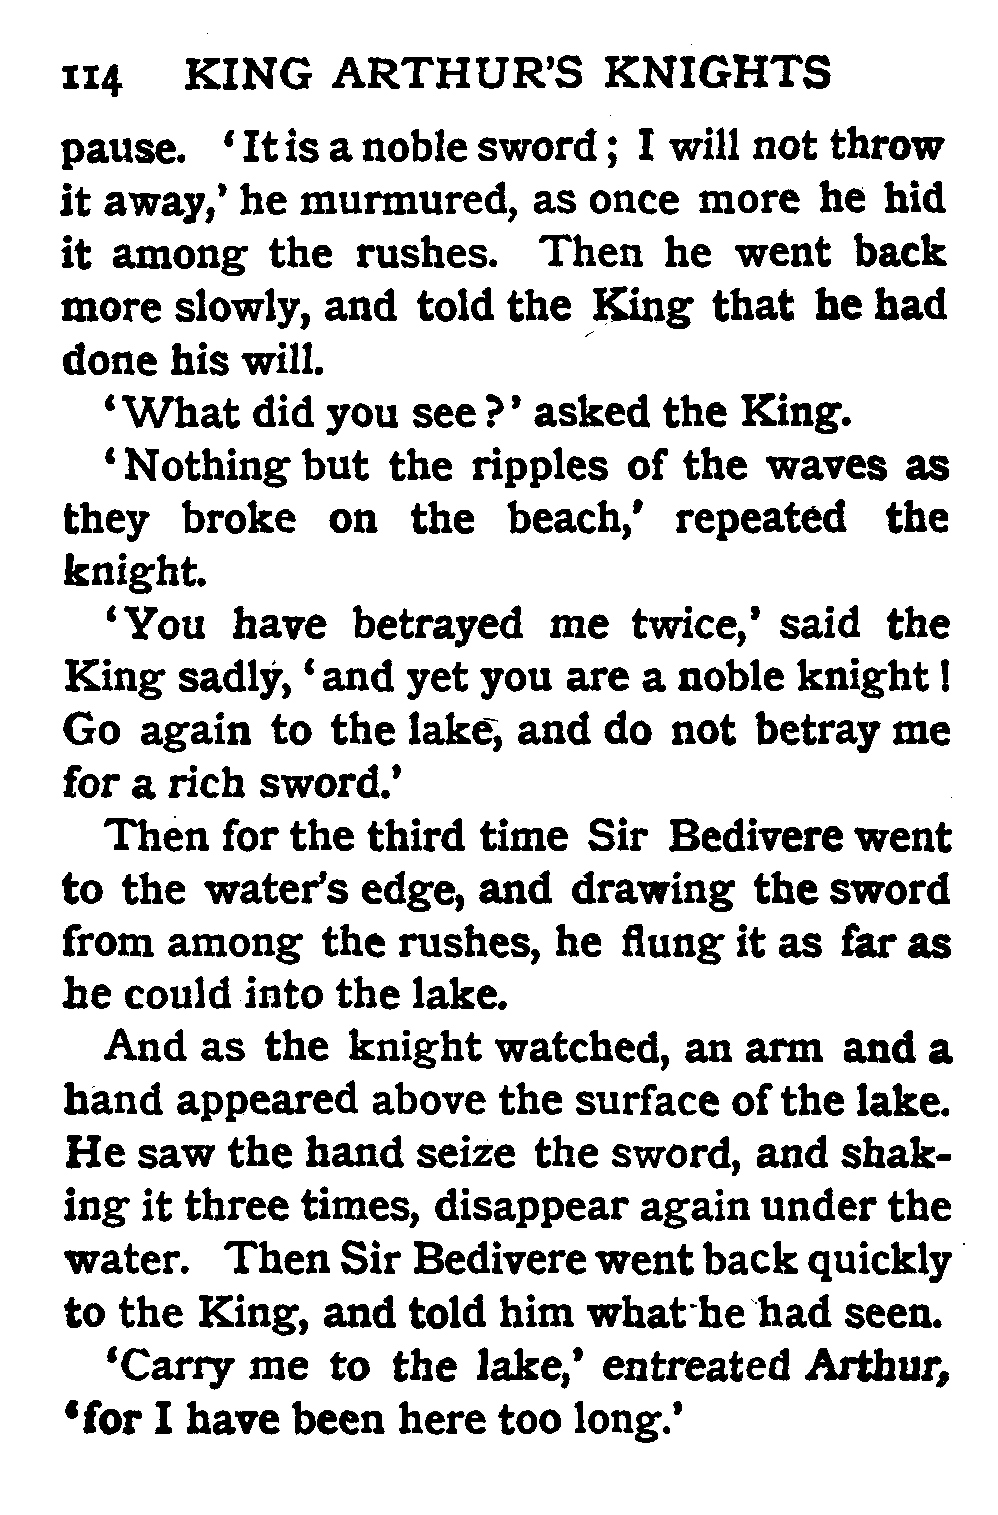 114 KING ARTHUR'S KNIGHTS
pause. 'It is a noble sword; I will not throw
it away,' he murmured, as once more he hid
it among the rushes. Then he went back
more slowly, and told the King that he had
done his will.
'What did you see?' asked the King.
'Nothing but the ripples of the waves as
they broke on the beach,' repeated the
knight.
'You have betrayed me twice,' said the
King sadly, 'and yet you are a noble knight!
Go again to the lake, and do not betray me
for a rich sword.'
Then for the third time Sir Bedivere went
to the water's edge, and drawing the sword
from among the rushes, he flung it as far as
he could into the lake.
And as the knight watched, an arm and a
hand appeared above the surface of the lake.
He saw the hand seize the sword, and shak-
ing it three times, disappear again under the
water. Then Sir Bedivere went back quickly
to the King, and told him what he had seen.
'Carry me to the lake,' entreated Arthur,
'for I have been here too long.'